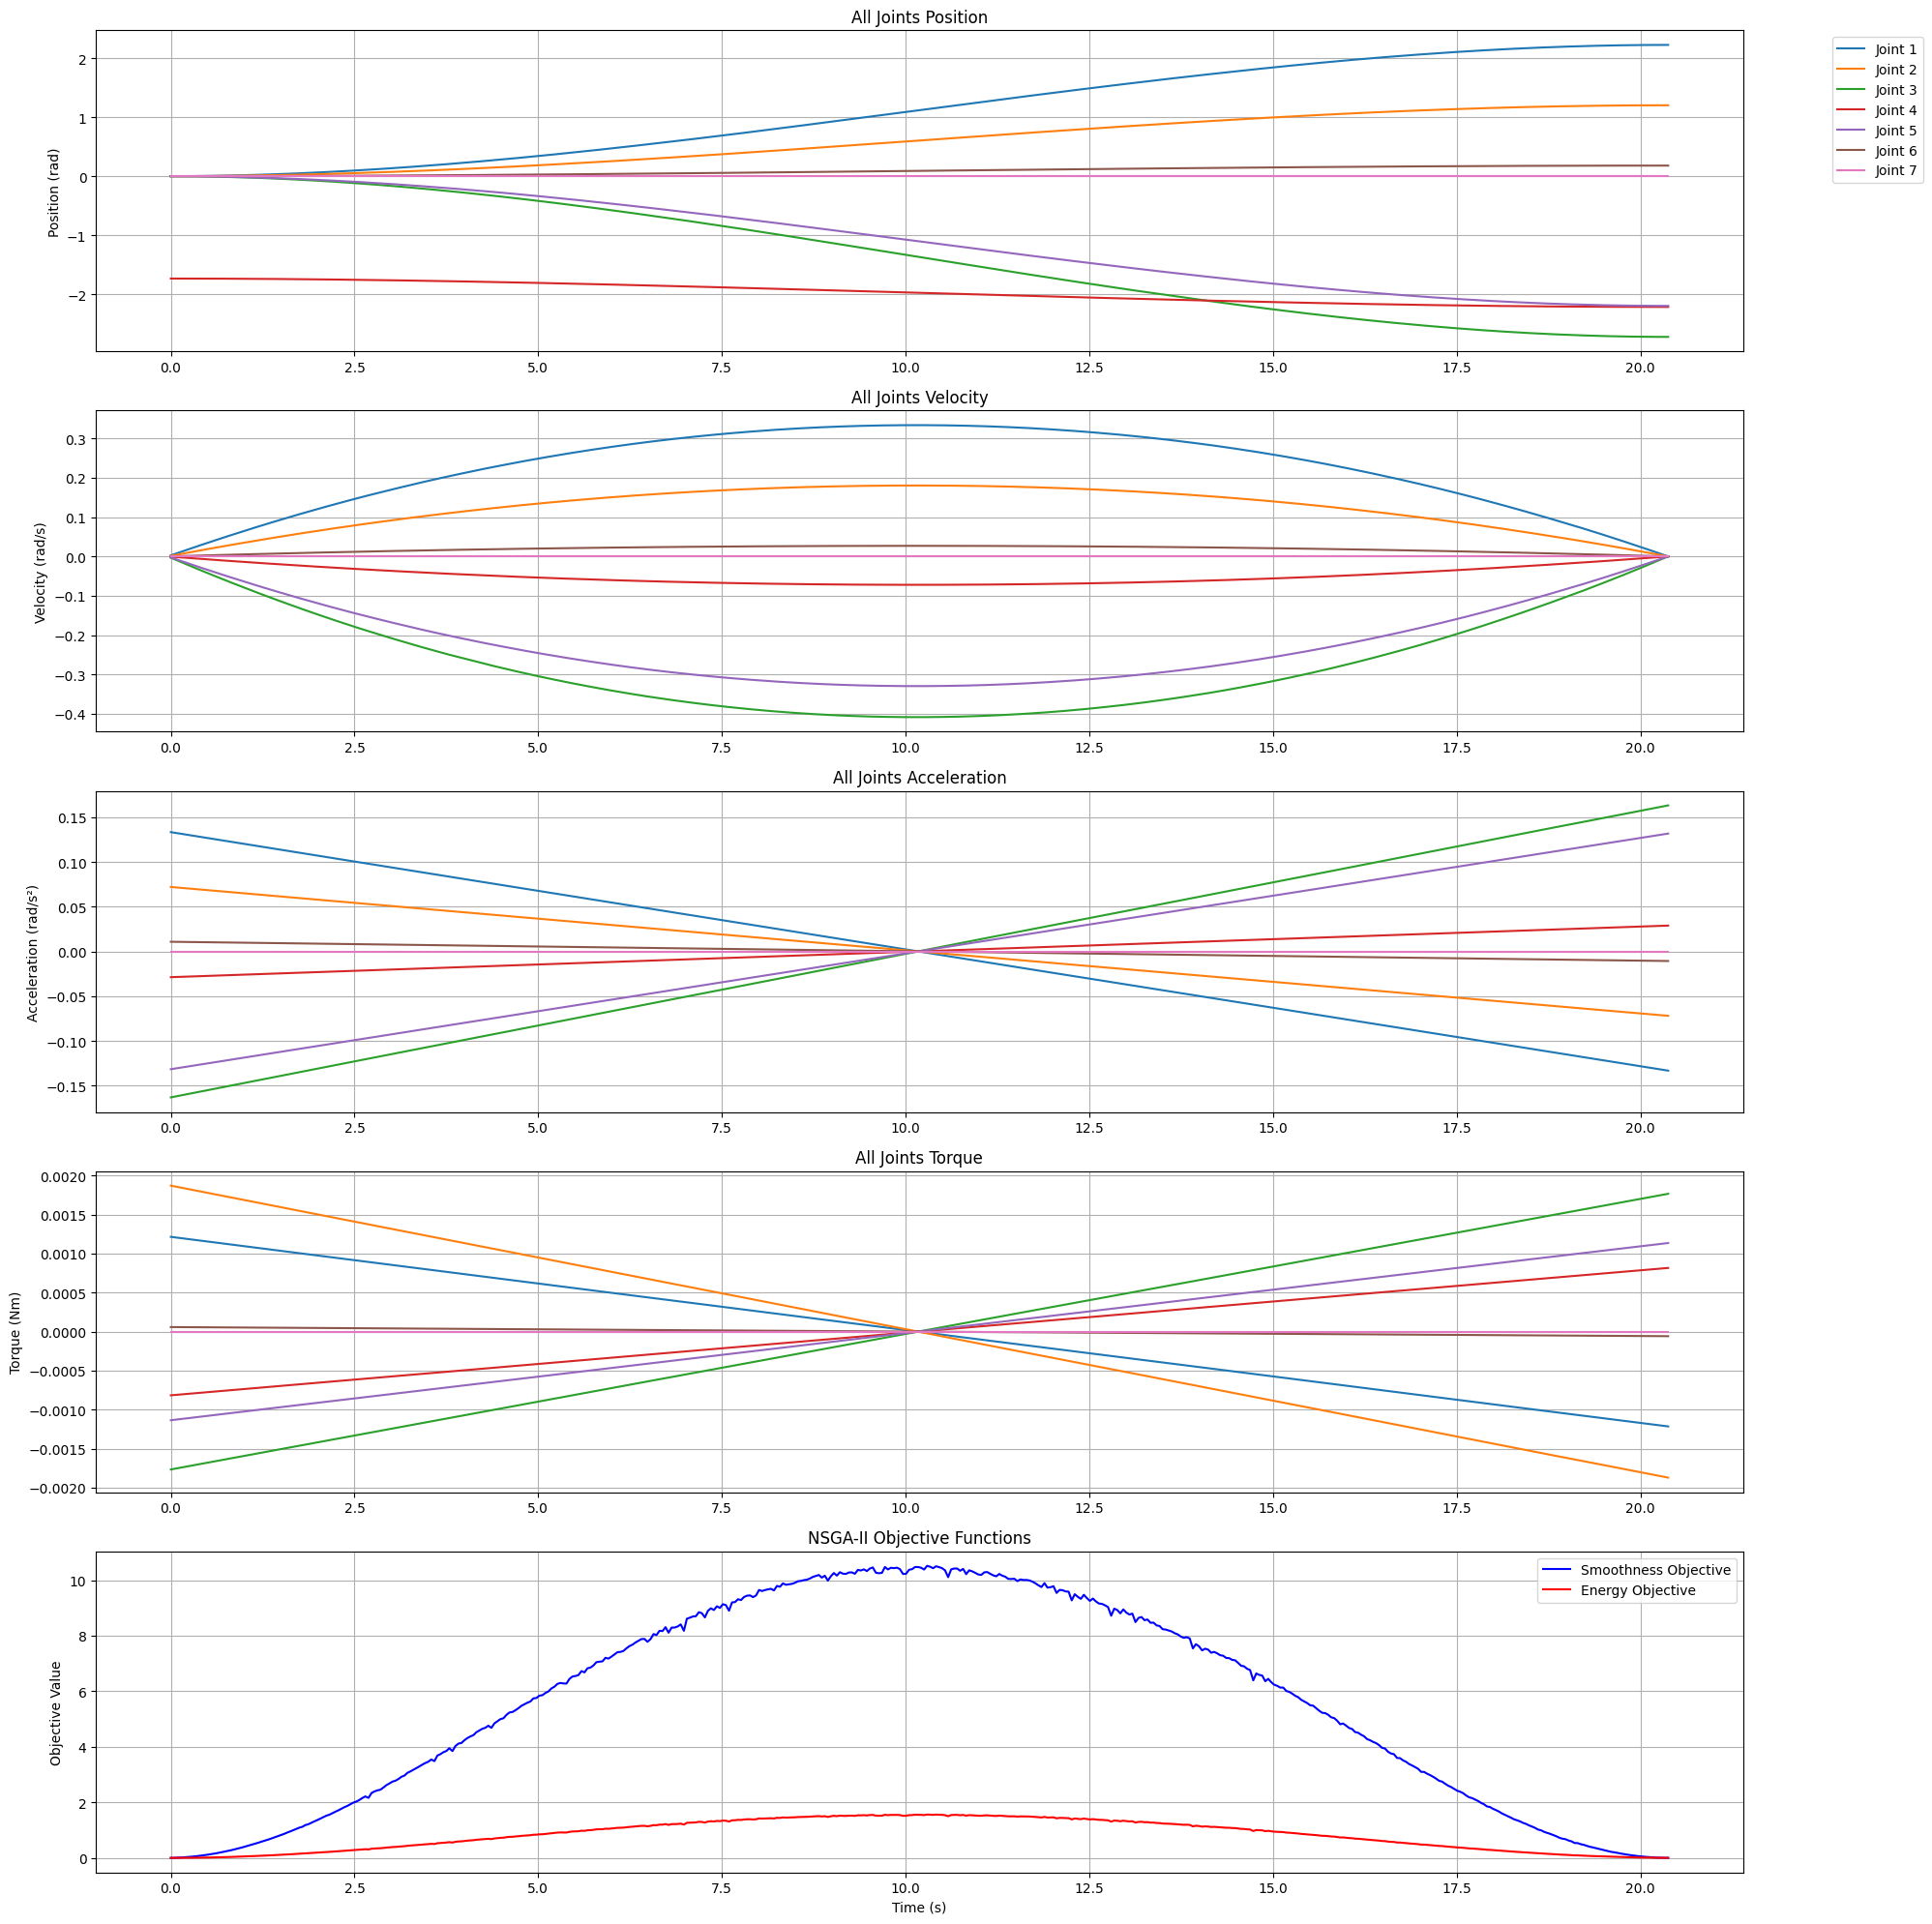 All Joints Position
Position (rad)
2
1
0
−1
−2
0.0 2.5 5.0 7.5 10.0 12.5 15.0 17.5 20.0
Joint 1
Joint 2
Joint 3
Joint 4
Joint 5
Joint 6
Joint 7
All Joints Velocity
Velocity (rad/s)
0.3
0.2
0.1
0.0
−0.1
−0.2
−0.3
−0.4
0.0 2.5 5.0 7.5 10.0 12.5 15.0 17.5 20.0
All Joints Acceleration
Acceleration (rad/s²)
0.15
0.10
0.05
0.00
−0.05
−0.10
−0.15
0.0 2.5 5.0 7.5 10.0 12.5 15.0 17.5 20.0
All Joints Torque
Torque (Nm)
0.0020
0.0015
0.0010
0.0005
0.0000
−0.0005
−0.0010
−0.0015
−0.0020
0.0 2.5 5.0 7.5 10.0 12.5 15.0 17.5 20.0
NSGA-II Objective Functions
Objective Value
10
8
6
4
2
0
Smoothness Objective
Energy Objective
0.0 2.5 5.0 7.5 10.0 12.5 15.0 17.5 20.0
Time (s)